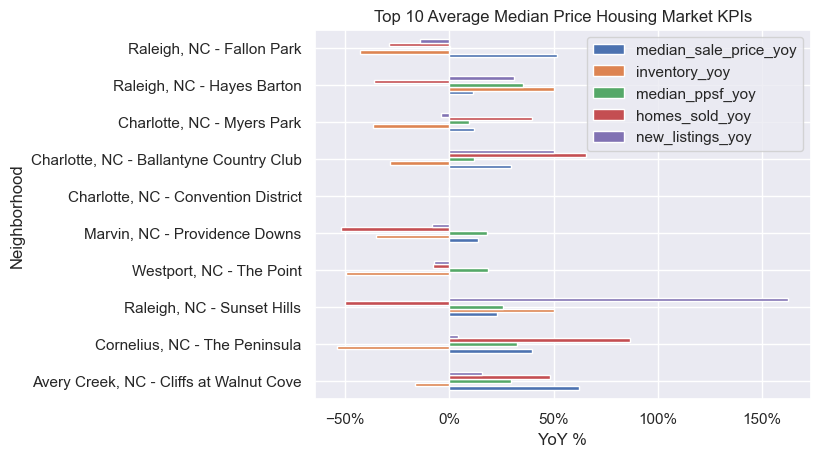 Top 10 Average Median Price Housing Market KPIs
Neighborhood
Raleigh, NC - Fallon Park
Raleigh, NC - Hayes Barton
Charlotte, NC - Myers Park
Charlotte, NC - Ballantyne Country Club
Charlotte, NC - Convention District
Marvin, NC - Providence Downs
Westport, NC - The Point
Raleigh, NC - Sunset Hills
Cornelius, NC - The Peninsula
Avery Creek, NC - Cliffs at Walnut Cove
median_sale_price_yoy
inventory_yoy
median_ppsf_yoy
homes_sold_yoy
new_listings_yoy
−50% 0% 50% 100% 150%
YoY %